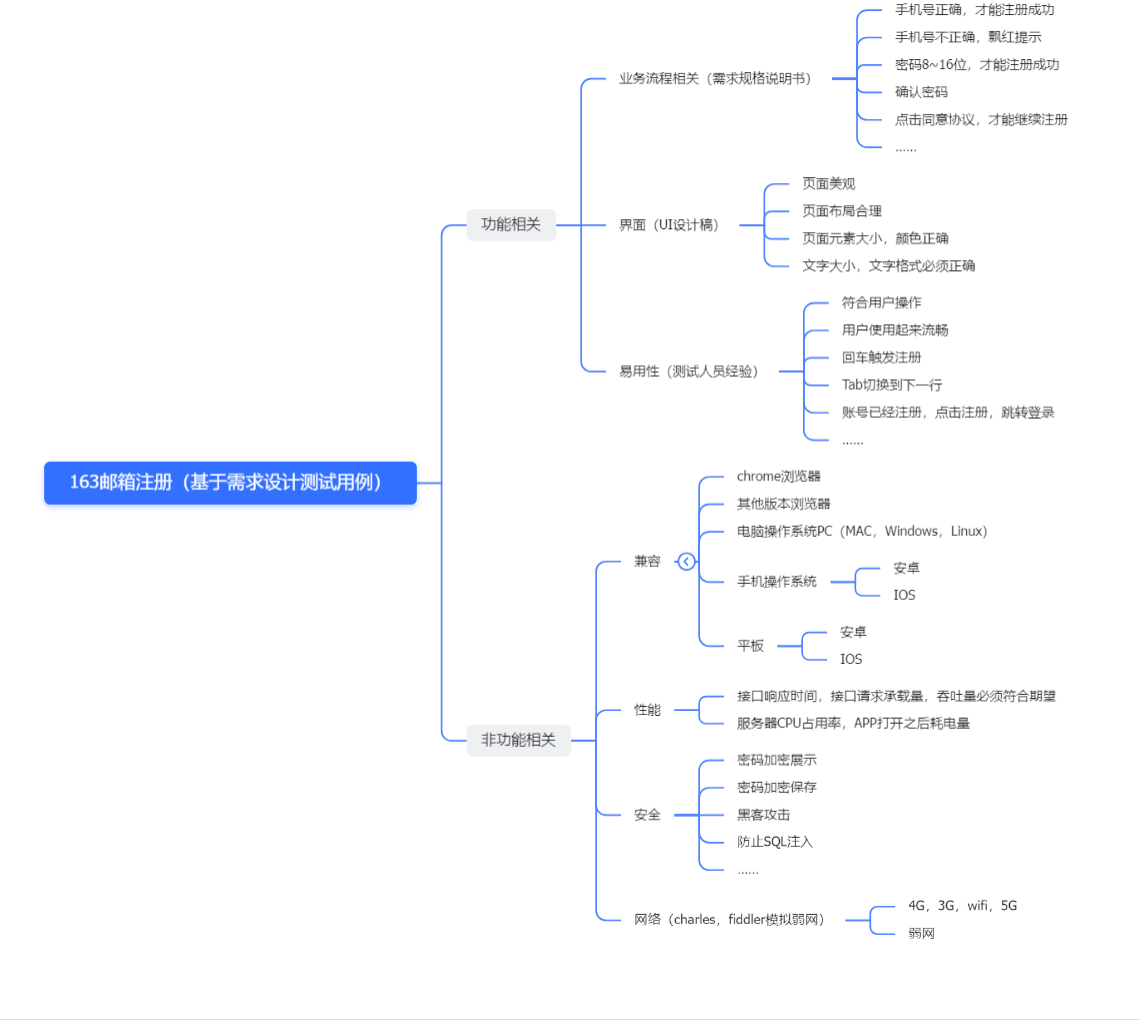 手机号正确，才能注册成功
手机号不正确，飘红提示
业务流程相关（需求规格说明书）
密码8~16位，才能注册成功
确认密码
点击同意协议，才能继续注册
......
页面美观
页面布局合理
功能相关
界面（UI设计稿）
页面元素大小，颜色正确
文字大小，文字格式必须正确
符合用户操作
用户使用起来流畅
回车触发注册
易用性（测试人员经验）
Tab切换到下一行
账号已经注册，点击注册，跳转登录
......
163邮箱注册（基于需求设计测试用例）
chrome浏览器
其他版本浏览器
电脑操作系统PC（MAC，Windows，Linux）
兼容
手机操作系统
安卓
IOS
平板
安卓
IOS
性能
接口响应时间，接口请求承载量，吞吐量必须符合期望
服务器CPU占用率，APP打开之后耗电量
非功能相关
密码加密展示
密码加密保存
安全
黑客攻击
防止SQL注入
......
网络（charles，fiddler模拟弱网）
4G，3G，wifi，5G
弱网